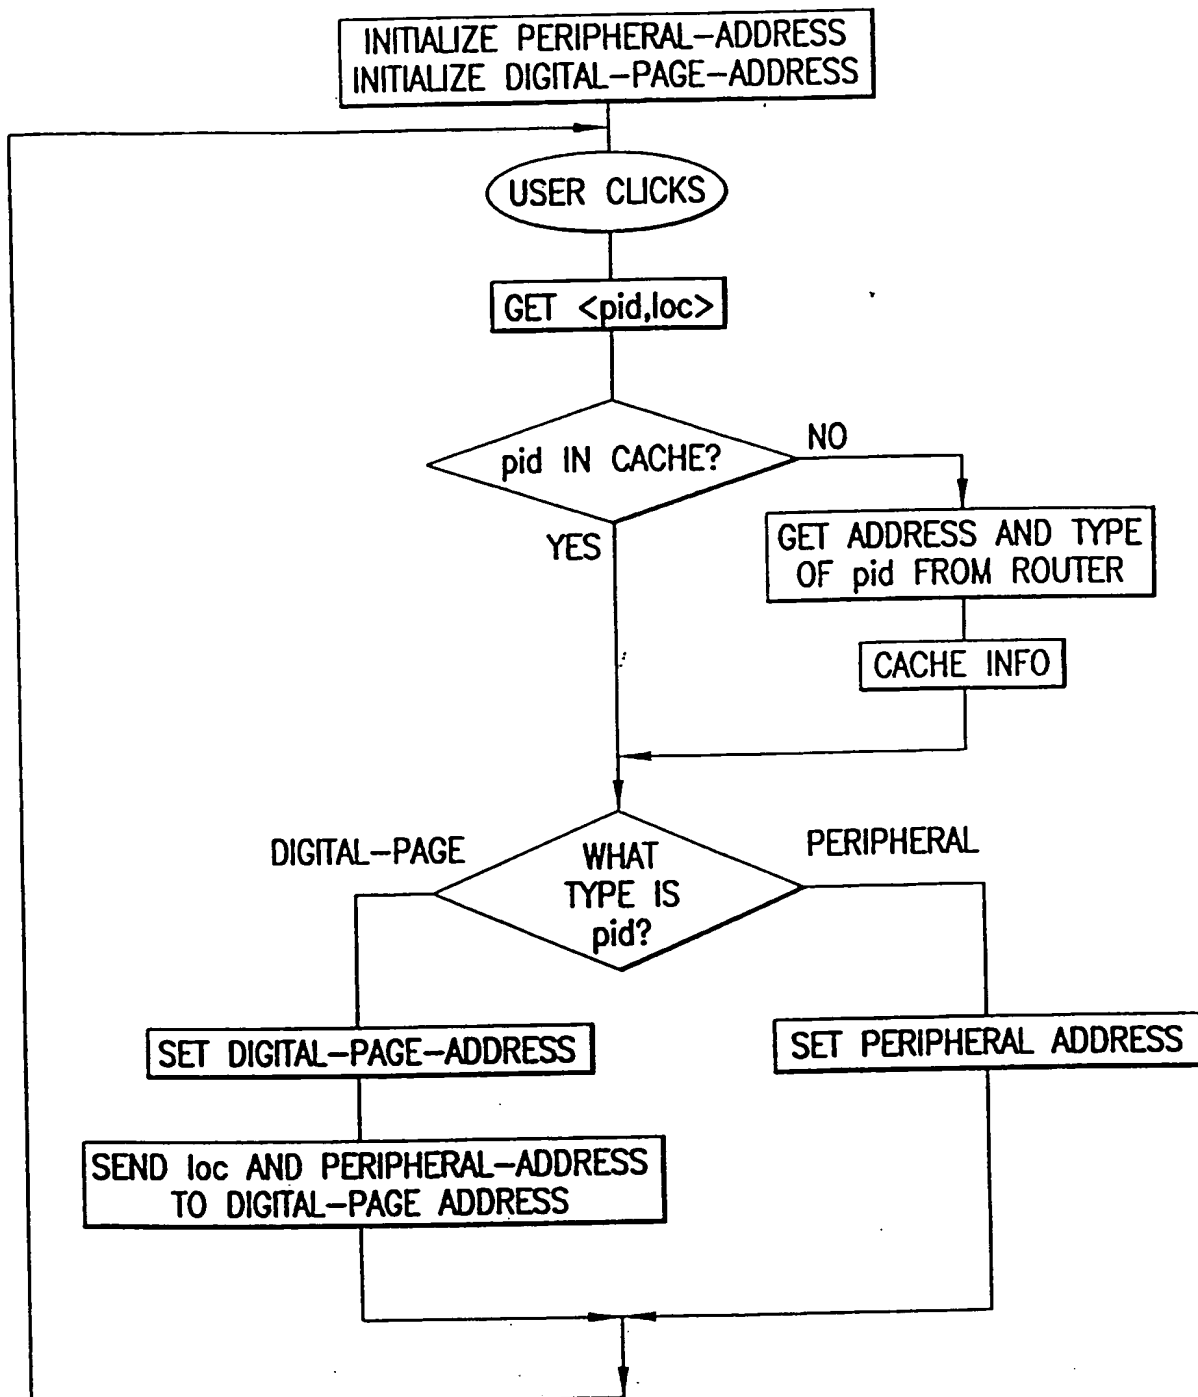 INITIALIZE PERIPHERAL-ADDRESS
INITIALIZE DIGITAL-PAGE-ADDRESS
USER CLICKS
GET <pid,loc>
pid IN CACHE?
NO
YES
GET ADDRESS AND TYPE
OF pid FROM ROUTER
CACHE INFO
DIGITAL-PAGE
WHAT
TYPE IS
pid?
PERIPHERAL
SET DIGITAL-PAGE-ADDRESS
SET PERIPHERAL ADDRESS
SEND loc AND PERIPHERAL-ADDRESS
TO DIGITAL-PAGE ADDRESS